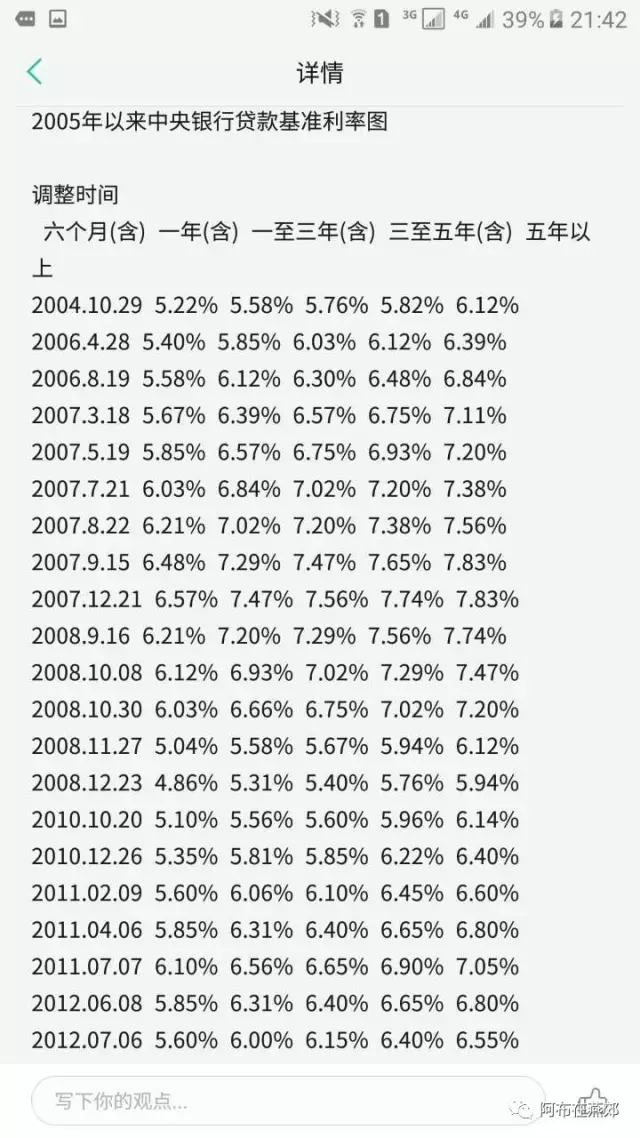 1 3G 4G 39% 21:42
详情
2005年以来中央银行贷款基准利率图
调整时间
六个月(含) 一年(含) 一至三年(含) 三至五年(含) 五年以
上
2004.10.29 5.22% 5.58% 5.76% 5.82% 6.12%
2006.4.28 5.40% 5.85% 6.03% 6.12% 6.39%
2006.8.19 5.58% 6.12% 6.30% 6.48% 6.84%
2007.3.18 5.67% 6.39% 6.57% 6.75% 7.11%
2007.5.19 5.85% 6.57% 6.75% 6.93% 7.20%
2007.7.21 6.03% 6.84% 7.02% 7.20% 7.38%
2007.8.22 6.21% 7.02% 7.20% 7.38% 7.56%
2007.9.15 6.48% 7.29% 7.47% 7.65% 7.83%
2007.12.21 6.57% 7.47% 7.56% 7.74% 7.83%
2008.9.16 6.21% 7.20% 7.29% 7.56% 7.74%
2008.10.08 6.12% 6.93% 7.02% 7.29% 7.47%
2008.10.30 6.03% 6.66% 6.75% 7.02% 7.20%
2008.11.27 5.04% 5.58% 5.67% 5.94% 6.12%
2008.12.23 4.86% 5.31% 5.40% 5.76% 5.94%
2010.10.20 5.10% 5.56% 5.60% 5.96% 6.14%
2010.12.26 5.35% 5.81% 5.85% 6.22% 6.40%
2011.02.09 5.60% 6.06% 6.10% 6.45% 6.60%
2011.04.06 5.85% 6.31% 6.40% 6.65% 6.80%
2011.07.07 6.10% 6.56% 6.65% 6.90% 7.05%
2012.06.08 5.85% 6.31% 6.40% 6.65% 6.80%
2012.07.06 5.60% 6.00% 6.15% 6.40% 6.55%
写下你的观点...
阿布在燕郊